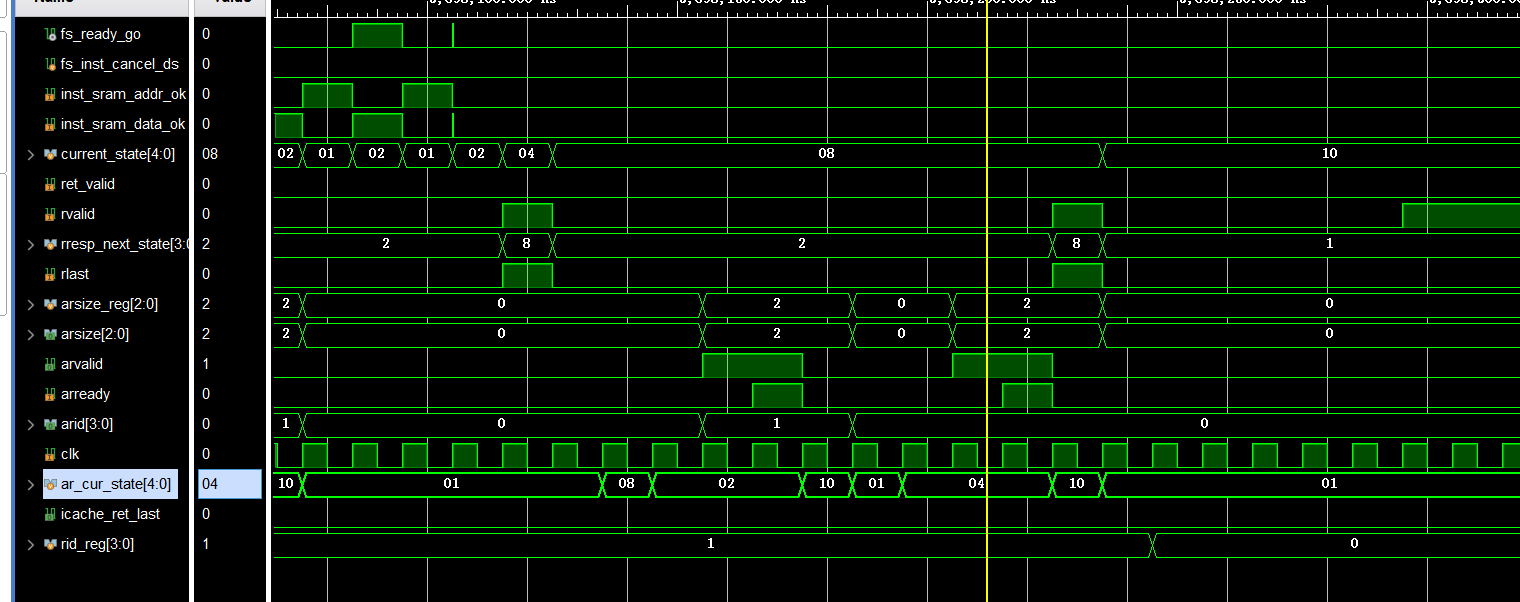 fs_ready_go 0
fs_inst_cancel_ds 0
inst_sram_addr_ok 0
inst_sram_data_ok 0
current_state[4:0] 08 02 01 02 01 02 04 08 10
ret_valid 0
rvalid 0
rresp_next_state[3:0 2 2 8 2 8 1
rlast 0
arsize_reg[2:0] 2 2 0 2 0 2 0
arsize[2:0] 2 2 0 2 0 2 0
arvalid 1
arready 0
arid[3:0] 0 1 0 1 0
clk 0
ar_cur_state[4:0] 04 10 01 08 02 10 01 04 10 01
icache_ret_last 0
rid_reg[3:0] 1 1 0